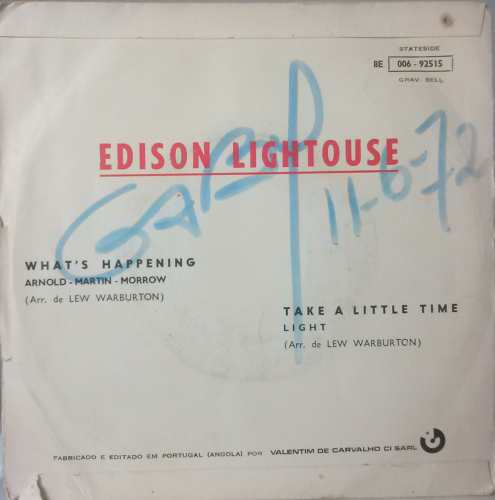 STATESIDE
8E 006 - 92515
GRAV. BELL
EDISON LIGHTOUSE
11-6-72
WHAT'S HAPPENING
ARNOLD - MARTIN - MORROW
(Arr. de LEW WARBURTON)
TAKE A LITTLE TIME
LIGHT
(Arr. de LEW WARBURTON)
FABRICADO E EDITADO EM PORTUGAL (ANGOLA) POR VALENTIM DE CARVALHO CI SARL